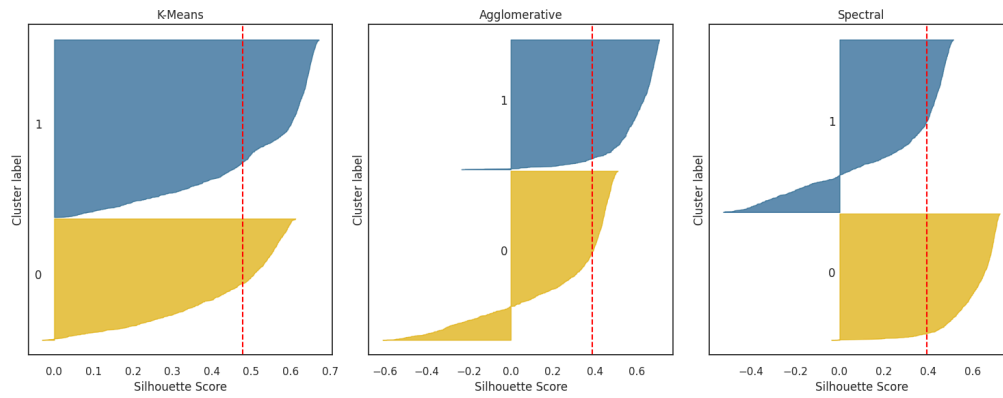 K-Means
Agglomerative
Spectral
Cluster label
1
0
0.0 0.1 0.2 0.3 0.4 0.5 0.6 0.7
Silhouette Score
Cluster label
1
0
−0.6 −0.4 −0.2 0.0 0.2 0.4 0.6
Silhouette Score
Cluster label
1
0
−0.4 −0.2 0.0 0.2 0.4 0.6
Silhouette Score